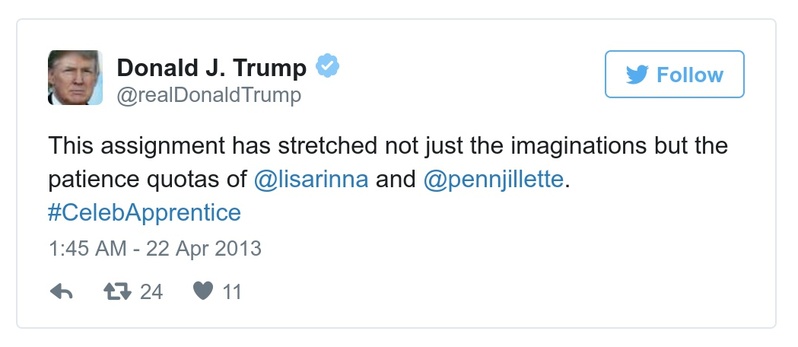 Donald J. Trump
@realDonaldTrump
Follow
This assignment has stretched not just the imaginations but the
patience quotas of @lisarinna and @pennjillette.
#CelebApprentice
1:45 AM - 22 Apr 2013
24 11